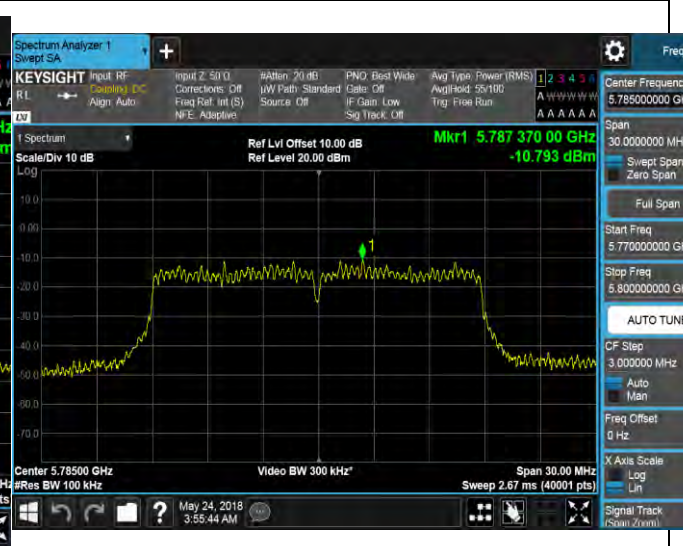 Spectrum Analyzer 1
Swept SA
+
Freq
KEYSIGHT
RL
Input: RF
Coupling: DC
Align: Auto
Input Z: 50 Ω
Corrections: Off
Freq Ref: Int (S)
NFE: Adaptive
#Atten: 20 dB
µW Path: Standard
Source: Off
PNO: Best Wide
Gate: Off
IF Gain: Low
Sig Track: Off
Avg Type: Power (RMS)
Avg|Hold: 55/100
Trig: Free Run
1 2 3 4 5 6
A W W W W W
A A A A A A
LXI
1 Spectrum
Scale/Div 10 dB
Log
Ref Lvl Offset 10.00 dB
Ref Level 20.00 dBm
Mkr1 5.787 370 00 GHz
-10.793 dBm
10.0
0.00
-10.0
-20.0
-30.0
-40.0
-50.0
-60.0
-70.0
1
Center 5.78500 GHz
#Res BW 100 kHz
Video BW 300 kHz*
Span 30.00 MHz
Sweep 2.67 ms (40001 pts)
?
May 24, 2018
3:55:44 AM
Center Frequenc
5.785000000 G
Span
30.0000000 MH
Swept Span
Zero Span
Full Span
Start Freq
5.770000000 G
Stop Freq
5.800000000 G
AUTO TUN
CF Step
3.000000 MHz
Auto
Man
Freq Offset
0 Hz
X Axis Scale
Log
Lin
Signal Track
(Span Zoom)